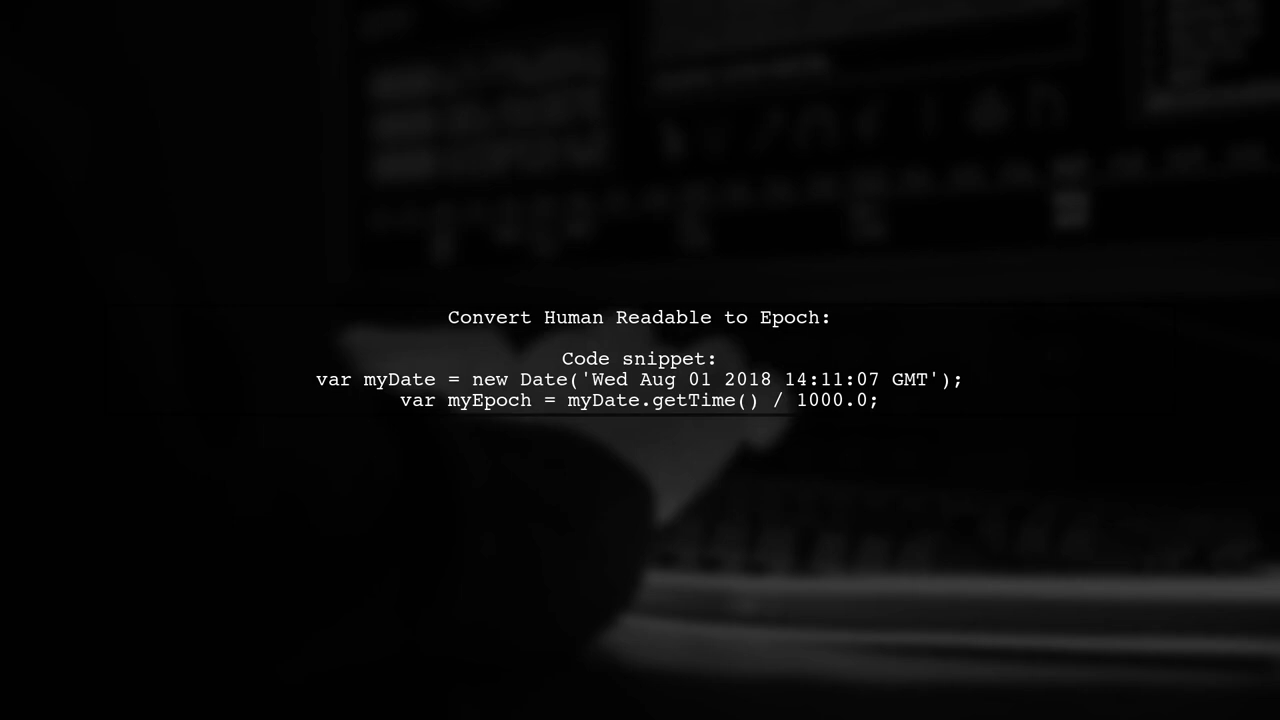 Convert Human Readable to Epoch:
Code snippet:
var myDate = new Date('Wed Aug 01 2018 14:11:07 GMT');
var myEpoch = myDate.getTime() / 1000.0;